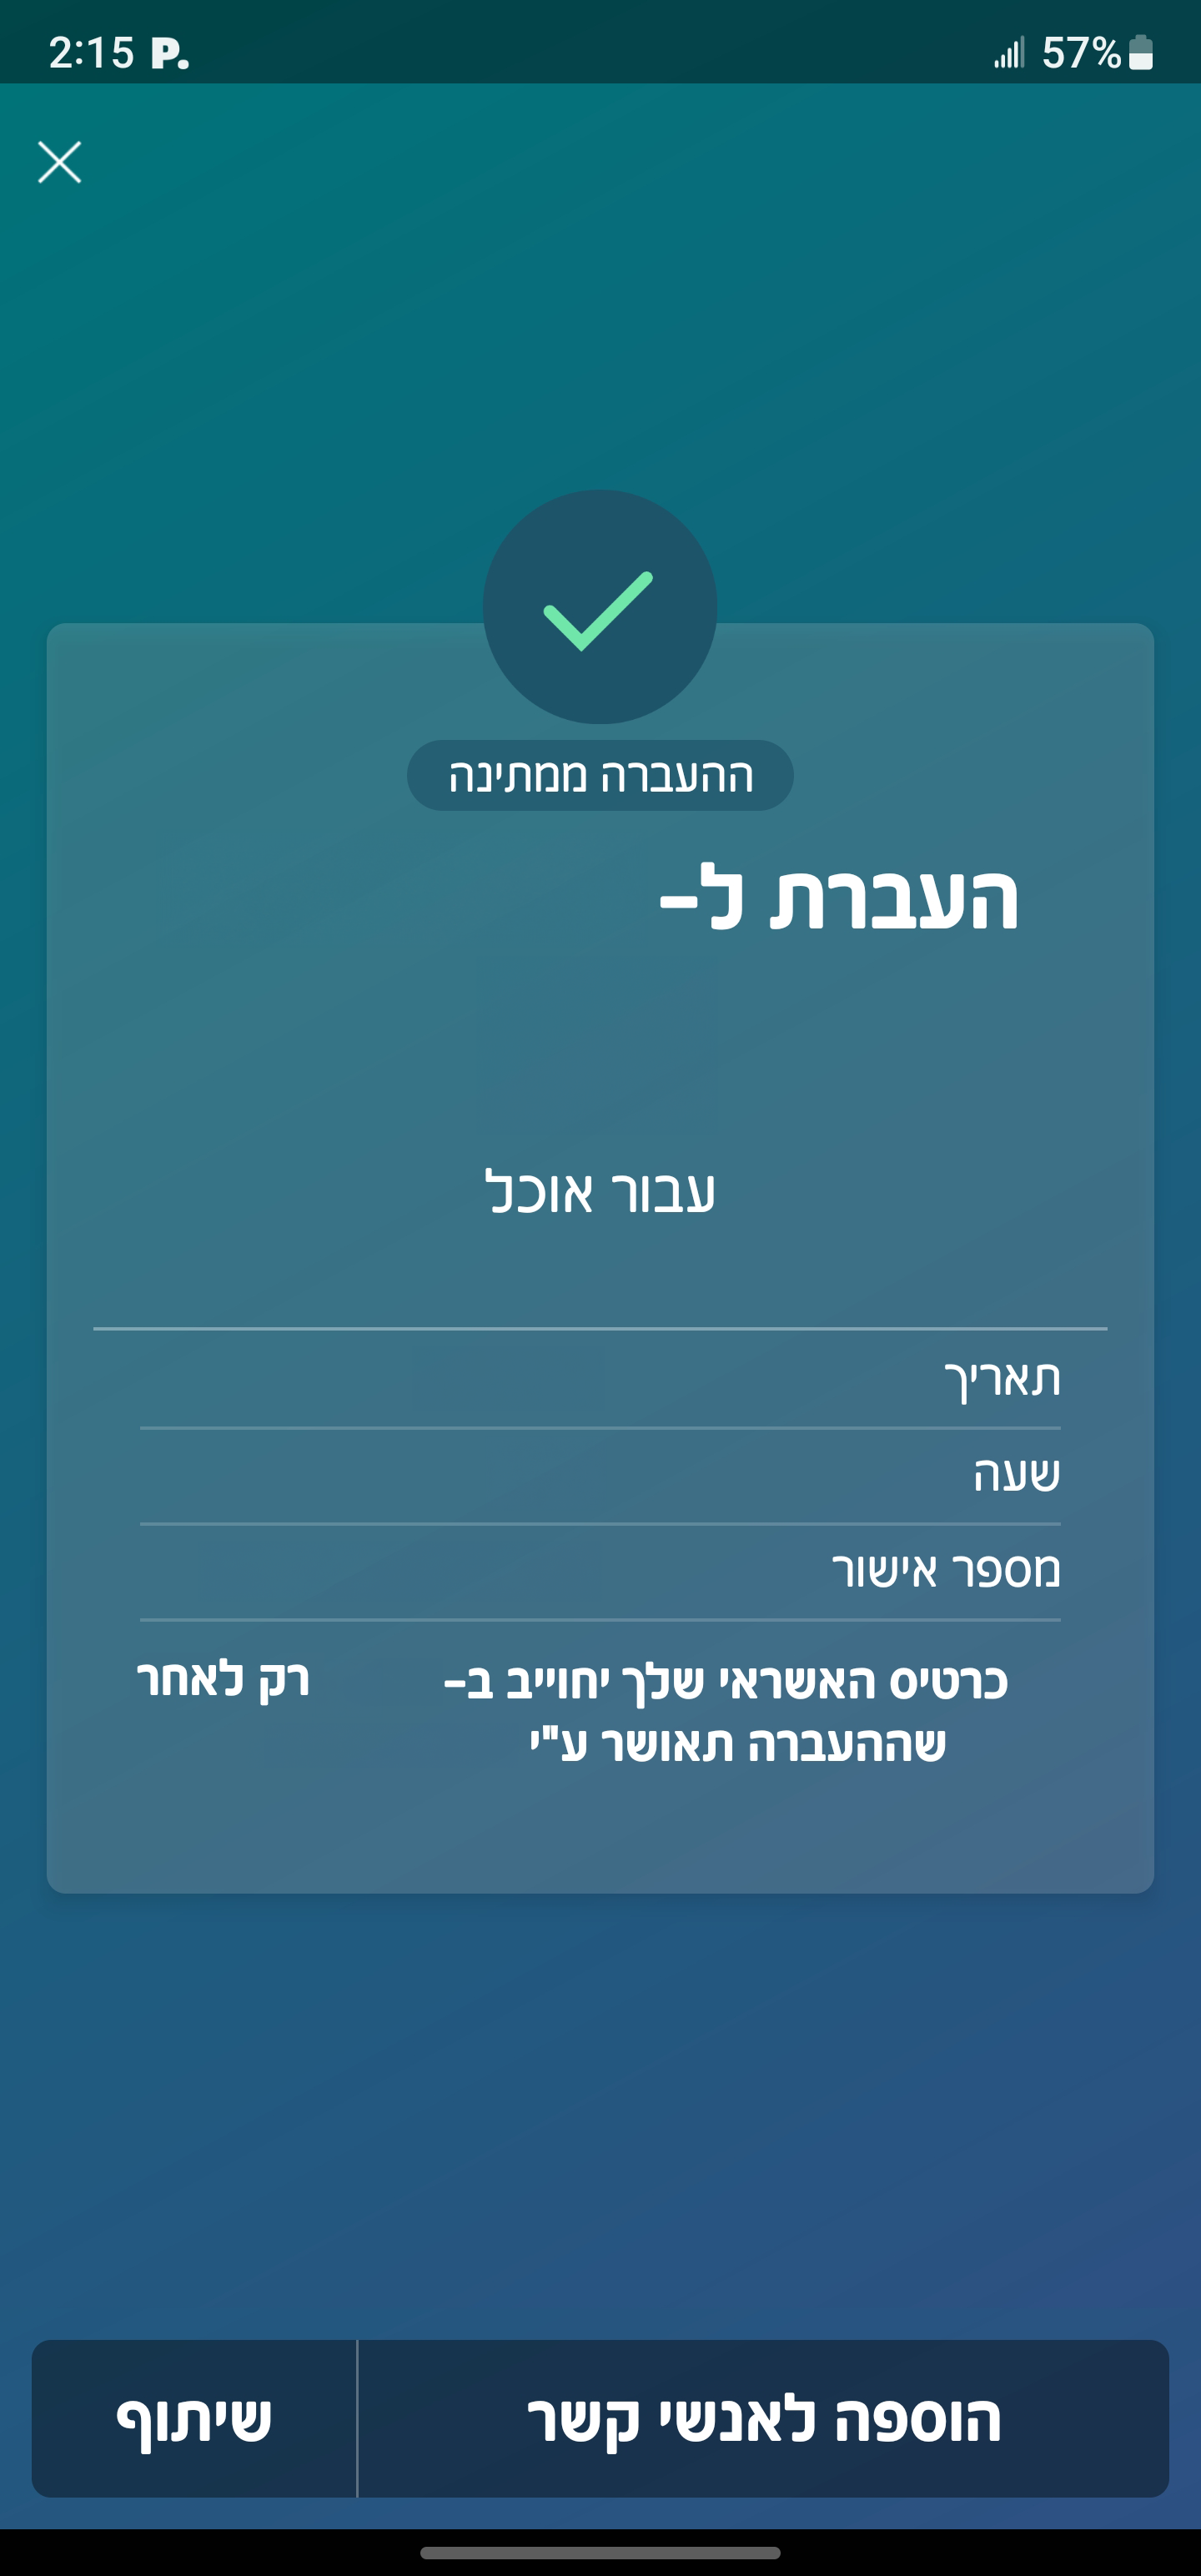 2:15 P. 57%
ההעברה ממתינה
העברת ל-
עבור אוכל
תאריך
שעה
מספר אישור
כרטיס האשראי שלך יחוייב ב- רק לאחר
שההעברה תאושר ע"י
הוספה לאנשי קשר
שיתוף